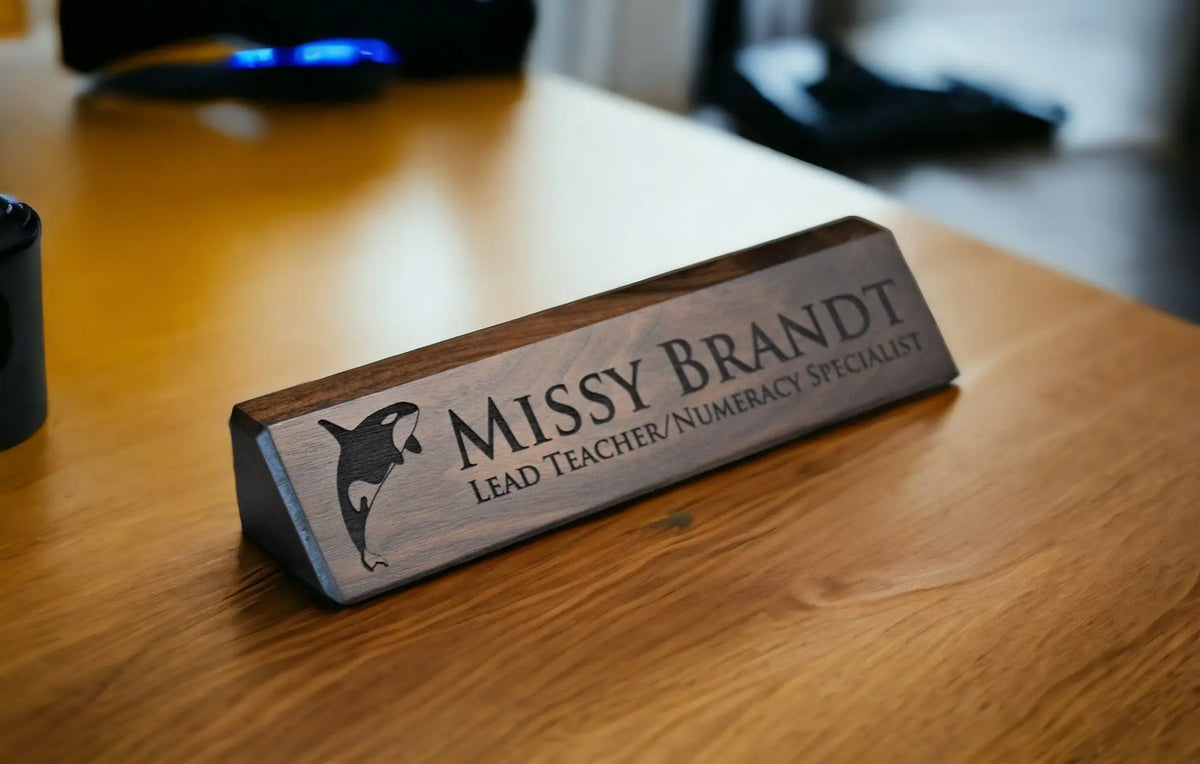 Missy Brandt
Lead Teacher/Numeracy Specialist